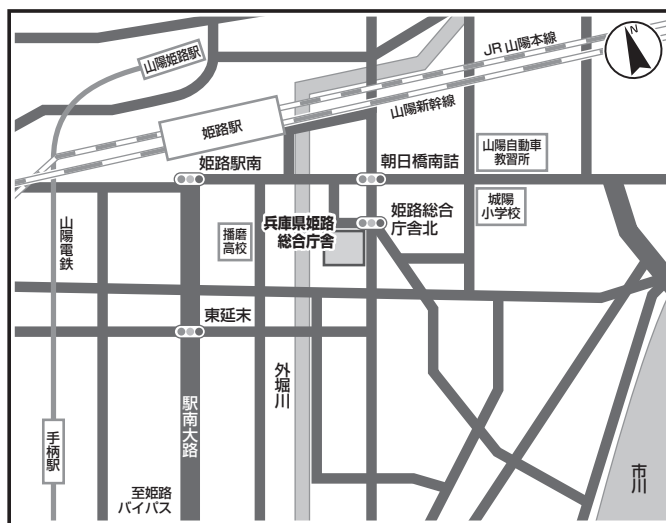 N
JR 山陽本線
山陽姫路駅
山陽新幹線
姫路駅
山陽自動車
教習所
姫路駅南
朝日橋南詰
城陽
小学校
兵庫県姫路
総合庁舎
姫路総合
庁舎北
播磨
高校
山陽電鉄
東延末
外堀川
駅南大路
手柄駅
市川
至姫路
バイパス